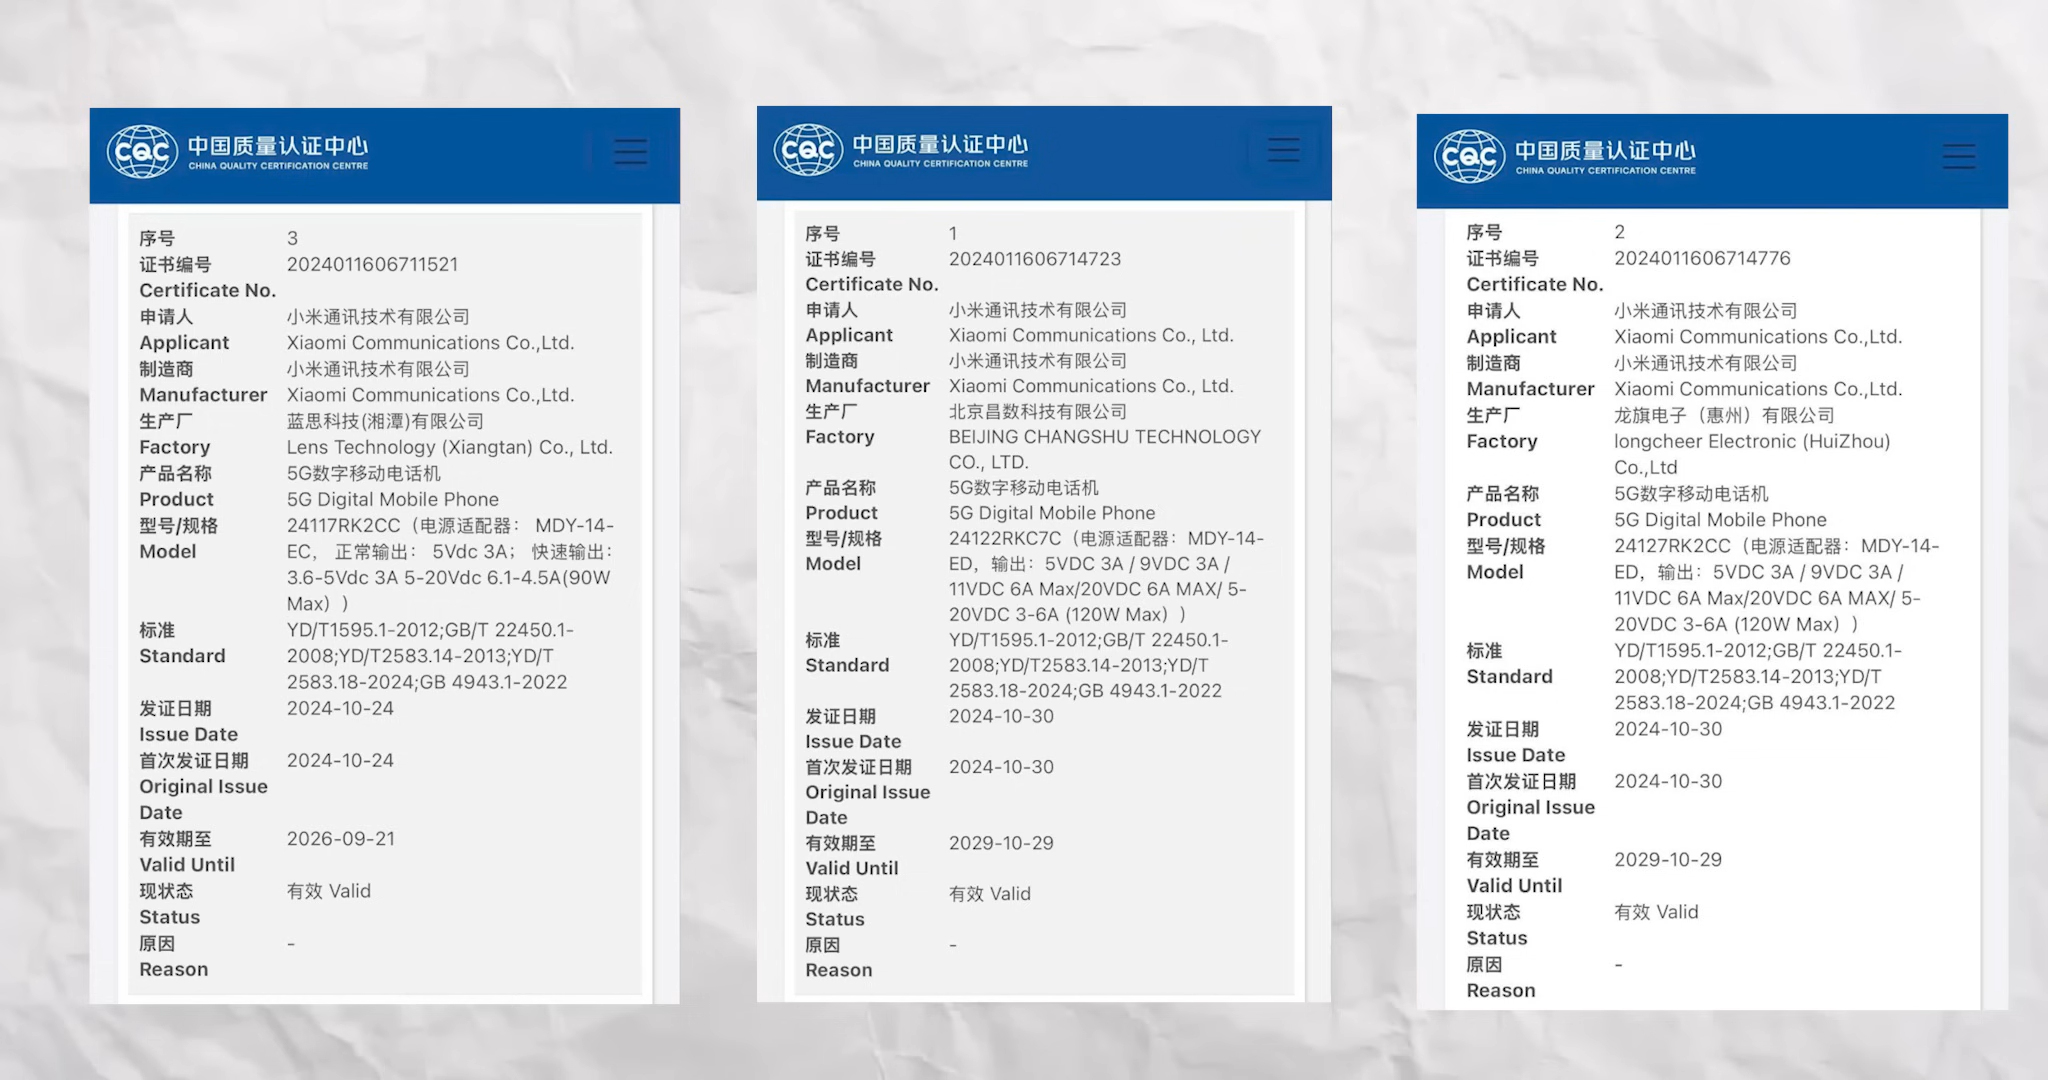 CQC 中国质量认证中心
CHINA QUALITY CERTIFICATION CENTRE
序号 3
证书编号 2024011606711521
Certificate No.
申请人 小米通讯技术有限公司
Applicant Xiaomi Communications Co.,Ltd.
制造商 小米通讯技术有限公司
Manufacturer Xiaomi Communications Co.,Ltd.
生产厂 蓝思科技(湘潭)有限公司
Factory Lens Technology (Xiangtan) Co., Ltd.
产品名称 5G数字移动电话机
Product 5G Digital Mobile Phone
型号/规格 24117RK2CC（电源适配器： MDY-14-
Model EC， 正常输出： 5Vdc 3A； 快速输出：
3.6-5Vdc 3A 5-20Vdc 6.1-4.5A(90W
Max））
标准 YD/T1595.1-2012;GB/T 22450.1-
Standard 2008;YD/T2583.14-2013;YD/T
2583.18-2024;GB 4943.1-2022
发证日期 2024-10-24
Issue Date
首次发证日期 2024-10-24
Original Issue
Date
有效期至 2026-09-21
Valid Until
现状态 有效 Valid
Status
原因 -
Reason
CQC 中国质量认证中心
CHINA QUALITY CERTIFICATION CENTRE
序号 1
证书编号 2024011606714723
Certificate No.
申请人 小米通讯技术有限公司
Applicant Xiaomi Communications Co., Ltd.
制造商 小米通讯技术有限公司
Manufacturer Xiaomi Communications Co., Ltd.
生产厂 北京昌数科技有限公司
Factory BEIJING CHANGSHU TECHNOLOGY
CO., LTD.
产品名称 5G数字移动电话机
Product 5G Digital Mobile Phone
型号/规格 24122RKC7C（电源适配器：MDY-14-
Model ED，输出：5VDC 3A / 9VDC 3A /
11VDC 6A Max/20VDC 6A MAX/ 5-
20VDC 3-6A (120W Max））
标准 YD/T1595.1-2012;GB/T 22450.1-
Standard 2008;YD/T2583.14-2013;YD/T
2583.18-2024;GB 4943.1-2022
发证日期 2024-10-30
Issue Date
首次发证日期 2024-10-30
Original Issue
Date
有效期至 2029-10-29
Valid Until
现状态 有效 Valid
Status
原因 -
Reason
CQC 中国质量认证中心
CHINA QUALITY CERTIFICATION CENTRE
序号 2
证书编号 2024011606714776
Certificate No.
申请人 小米通讯技术有限公司
Applicant Xiaomi Communications Co.,Ltd.
制造商 小米通讯技术有限公司
Manufacturer Xiaomi Communications Co.,Ltd.
生产厂 龙旗电子（惠州）有限公司
Factory longcheer Electronic (HuiZhou)
Co.,Ltd
产品名称 5G数字移动电话机
Product 5G Digital Mobile Phone
型号/规格 24127RK2CC（电源适配器：MDY-14-
Model ED，输出：5VDC 3A / 9VDC 3A /
11VDC 6A Max/20VDC 6A MAX/ 5-
20VDC 3-6A (120W Max））
标准 YD/T1595.1-2012;GB/T 22450.1-
Standard 2008;YD/T2583.14-2013;YD/T
2583.18-2024;GB 4943.1-2022
发证日期 2024-10-30
Issue Date
首次发证日期 2024-10-30
Original Issue
Date
有效期至 2029-10-29
Valid Until
现状态 有效 Valid
Status
原因 -
Reason